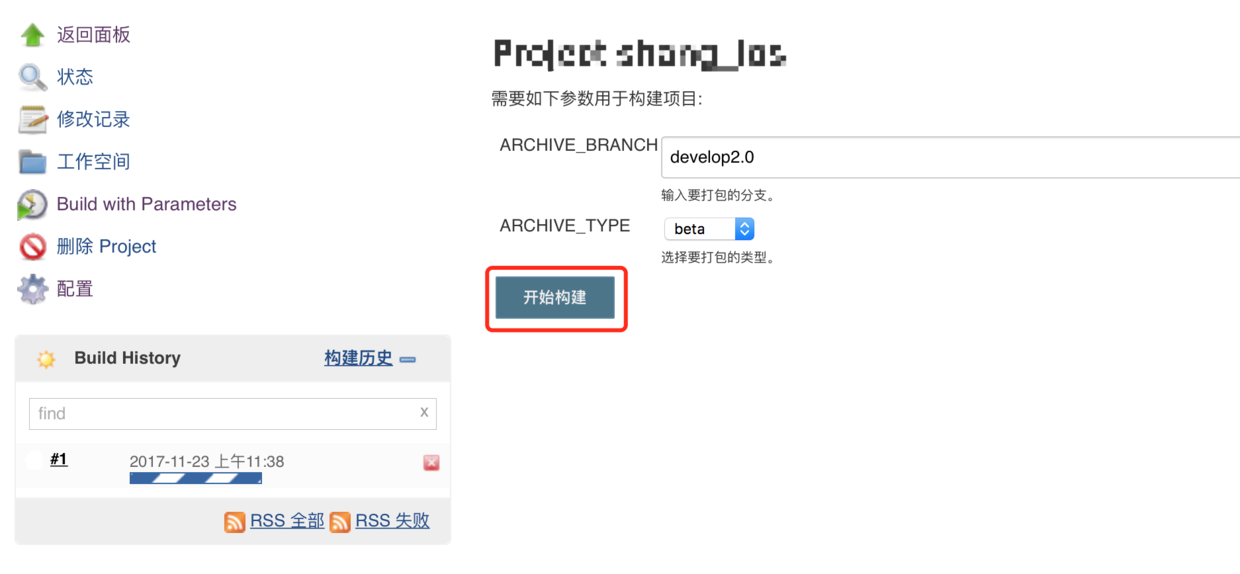 返回面板
状态
修改记录
工作空间
Build with Parameters
删除 Project
配置
Build History 构建历史
find x
#1 2017-11-23 上午11:38
RSS 全部 RSS 失败
Project
需要如下参数用于构建项目:
ARCHIVE_BRANCH develop2.0
输入要打包的分支。
ARCHIVE_TYPE beta
选择要打包的类型。
开始构建